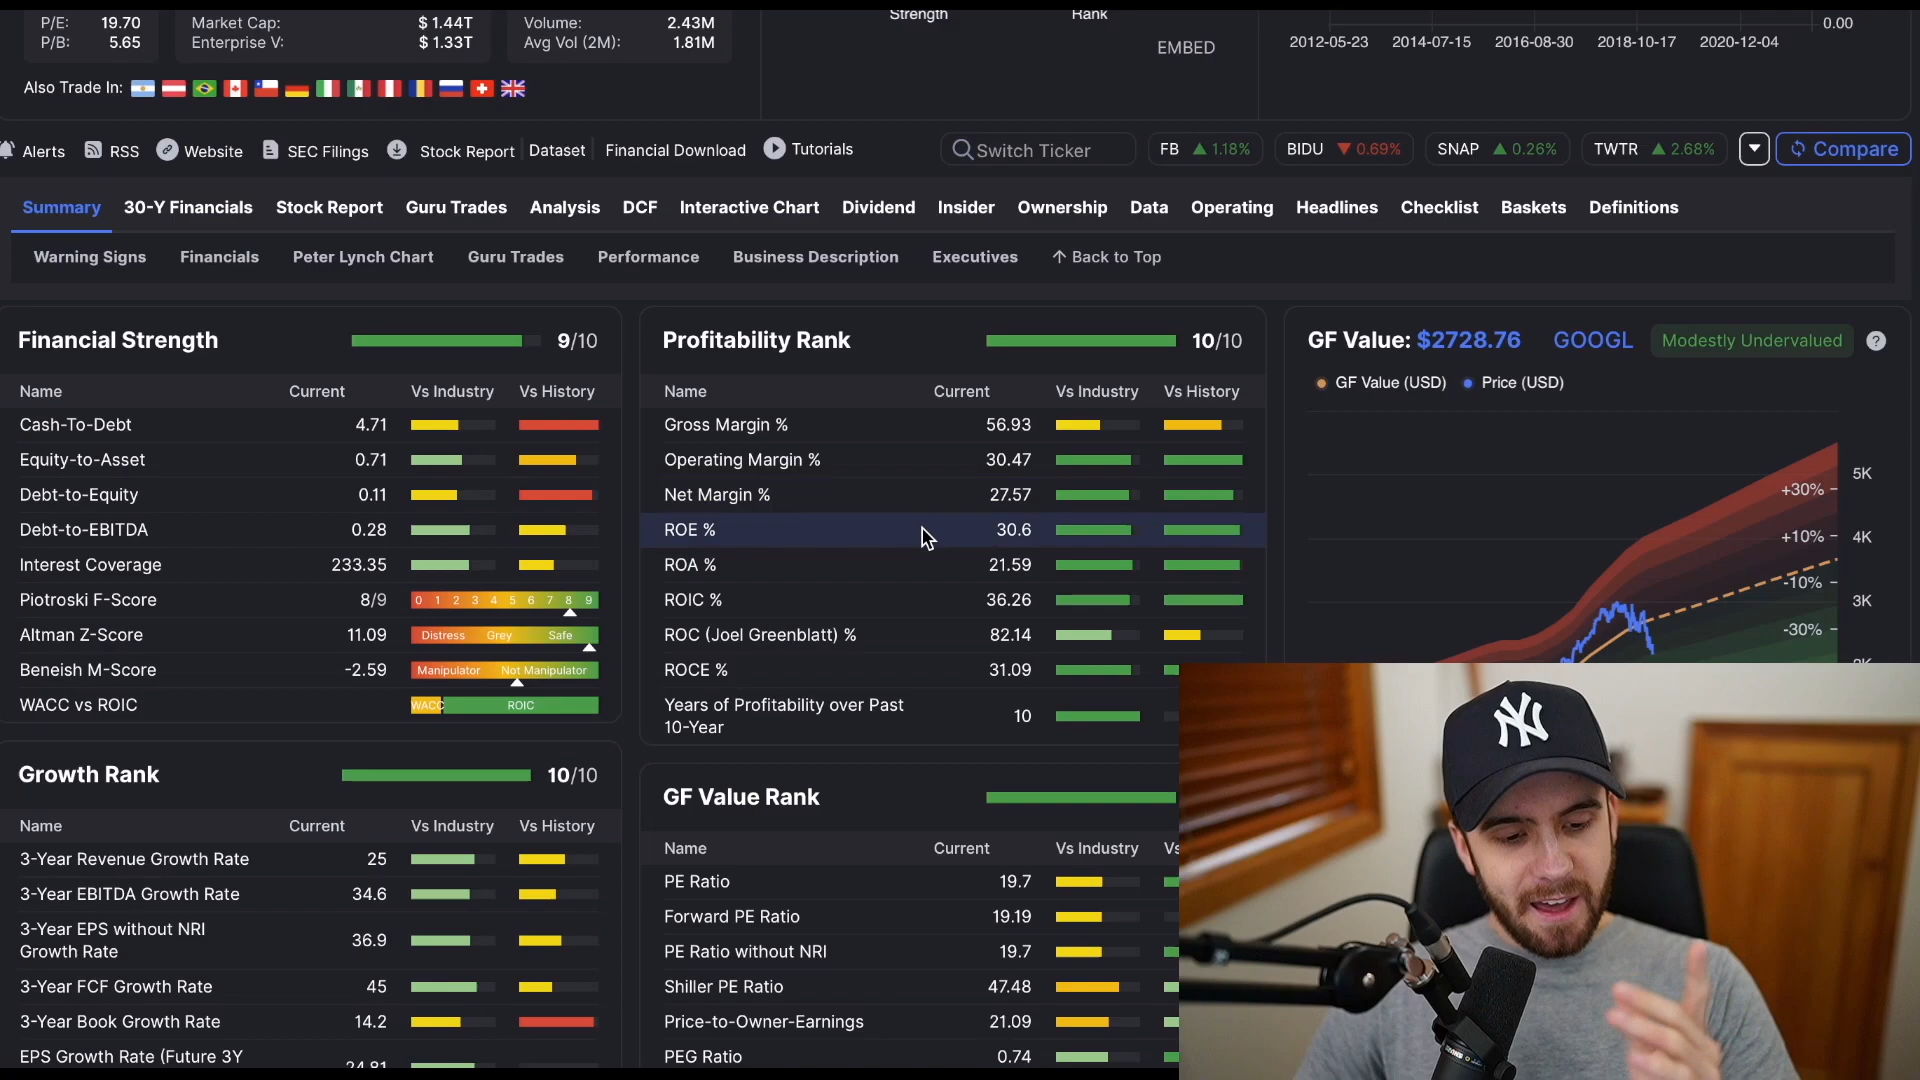 P/E: 19.70 Market Cap: $ 1.44T Volume: 2.43M
P/B: 5.65 Enterprise V: $ 1.33T Avg Vol (2M): 1.81M
Strength Rank
EMBED
0.00
2012-05-23 2014-07-15 2016-08-30 2018-10-17 2020-12-04
Also Trade In:
Alerts RSS Website SEC Filings Stock Report Dataset Financial Download Tutorials Switch Ticker FB 1.18% BIDU 0.69% SNAP 0.26% TWTR 2.68% Compare
Summary 30-Y Financials Stock Report Guru Trades Analysis DCF Interactive Chart Dividend Insider Ownership Data Operating Headlines Checklist Baskets Definitions
Warning Signs Financials Peter Lynch Chart Guru Trades Performance Business Description Executives ↑ Back to Top
Financial Strength 9/10
Name Current Vs Industry Vs History
Cash-To-Debt 4.71
Equity-to-Asset 0.71
Debt-to-Equity 0.11
Debt-to-EBITDA 0.28
Interest Coverage 233.35
Piotroski F-Score 8/9 0 1 2 3 4 5 6 7 8 9
Altman Z-Score 11.09 Distress Grey Safe
Beneish M-Score -2.59 Manipulator Not Manipulator
WACC vs ROIC WACC ROIC
Growth Rank 10/10
Name Current Vs Industry Vs History
3-Year Revenue Growth Rate 25
3-Year EBITDA Growth Rate 34.6
3-Year EPS without NRI
Growth Rate 36.9
3-Year FCF Growth Rate 45
3-Year Book Growth Rate 14.2
EPS Growth Rate (Future 3Y
24.81
Profitability Rank 10/10
Name Current Vs Industry Vs History
Gross Margin % 56.93
Operating Margin % 30.47
Net Margin % 27.57
ROE % 30.6
ROA % 21.59
ROIC % 36.26
ROC (Joel Greenblatt) % 82.14
ROCE % 31.09
Years of Profitability over Past
10-Year 10
GF Value Rank
Name Current Vs Industry
PE Ratio 19.7
Forward PE Ratio 19.19
PE Ratio without NRI 19.7
Shiller PE Ratio 47.48
Price-to-Owner-Earnings 21.09
PEG Ratio 0.74
GF Value: $2728.76 GOOGL Modestly Undervalued ?
GF Value (USD) Price (USD)
5K
+30%
+10% 4K
-10%
3K
-30%
NY